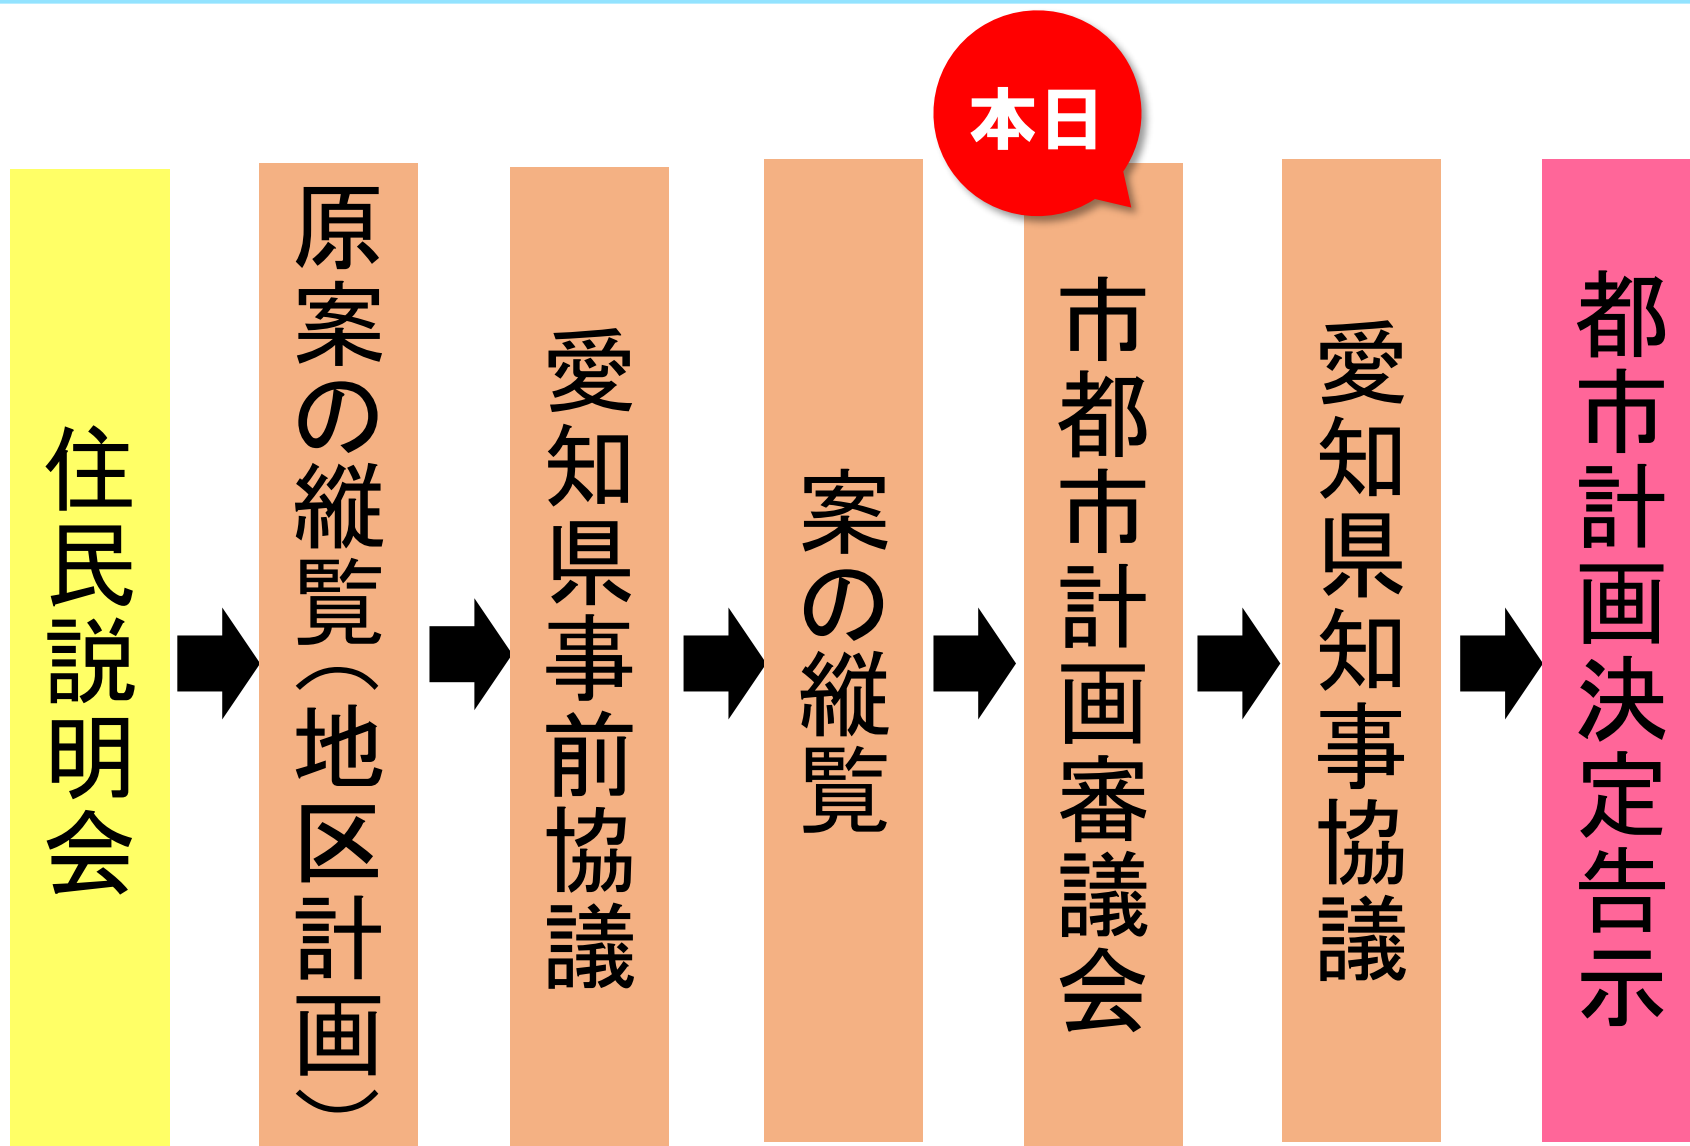 本日
住民説明会
原案の縦覧（地区計画）
愛知県事前協議
案の縦覧
市都市計画審議会
愛知県知事協議
都市計画決定告示